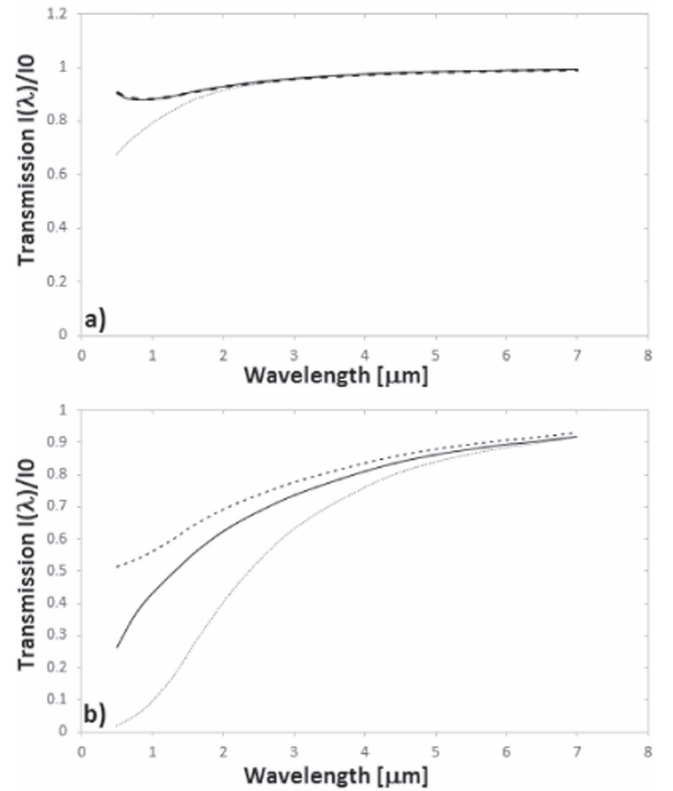 1.2
1
0.8
0.6
0.4
0.2
0
Transmission I(λ)/I0
a)
0 1 2 3 4 5 6 7 8
Wavelength [μm]
1
0.9
0.8
0.7
0.6
0.5
0.4
0.3
0.2
0.1
0
Transmission I(λ)/I0
b)
0 1 2 3 4 5 6 7 8
Wavelength [μm]